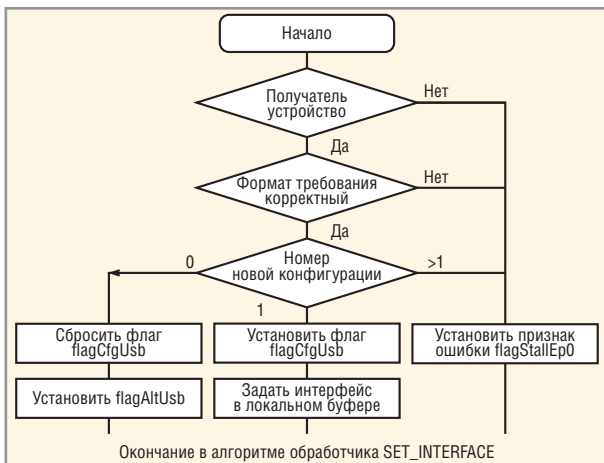 Начало
Получатель
устройство
Нет
Да
Формат требования
корректный
Нет
Да
Номер
новой конфигурации
0
>1
1
Сбросить флаг
flagCfgUsb
Установить флаг
flagCfgUsb
Установить признак
ошибки flagStallEp0
Установить flagAltUsb
Задать интерфейс
в локальном буфере
Окончание в алгоритме обработчика SET_INTERFACE